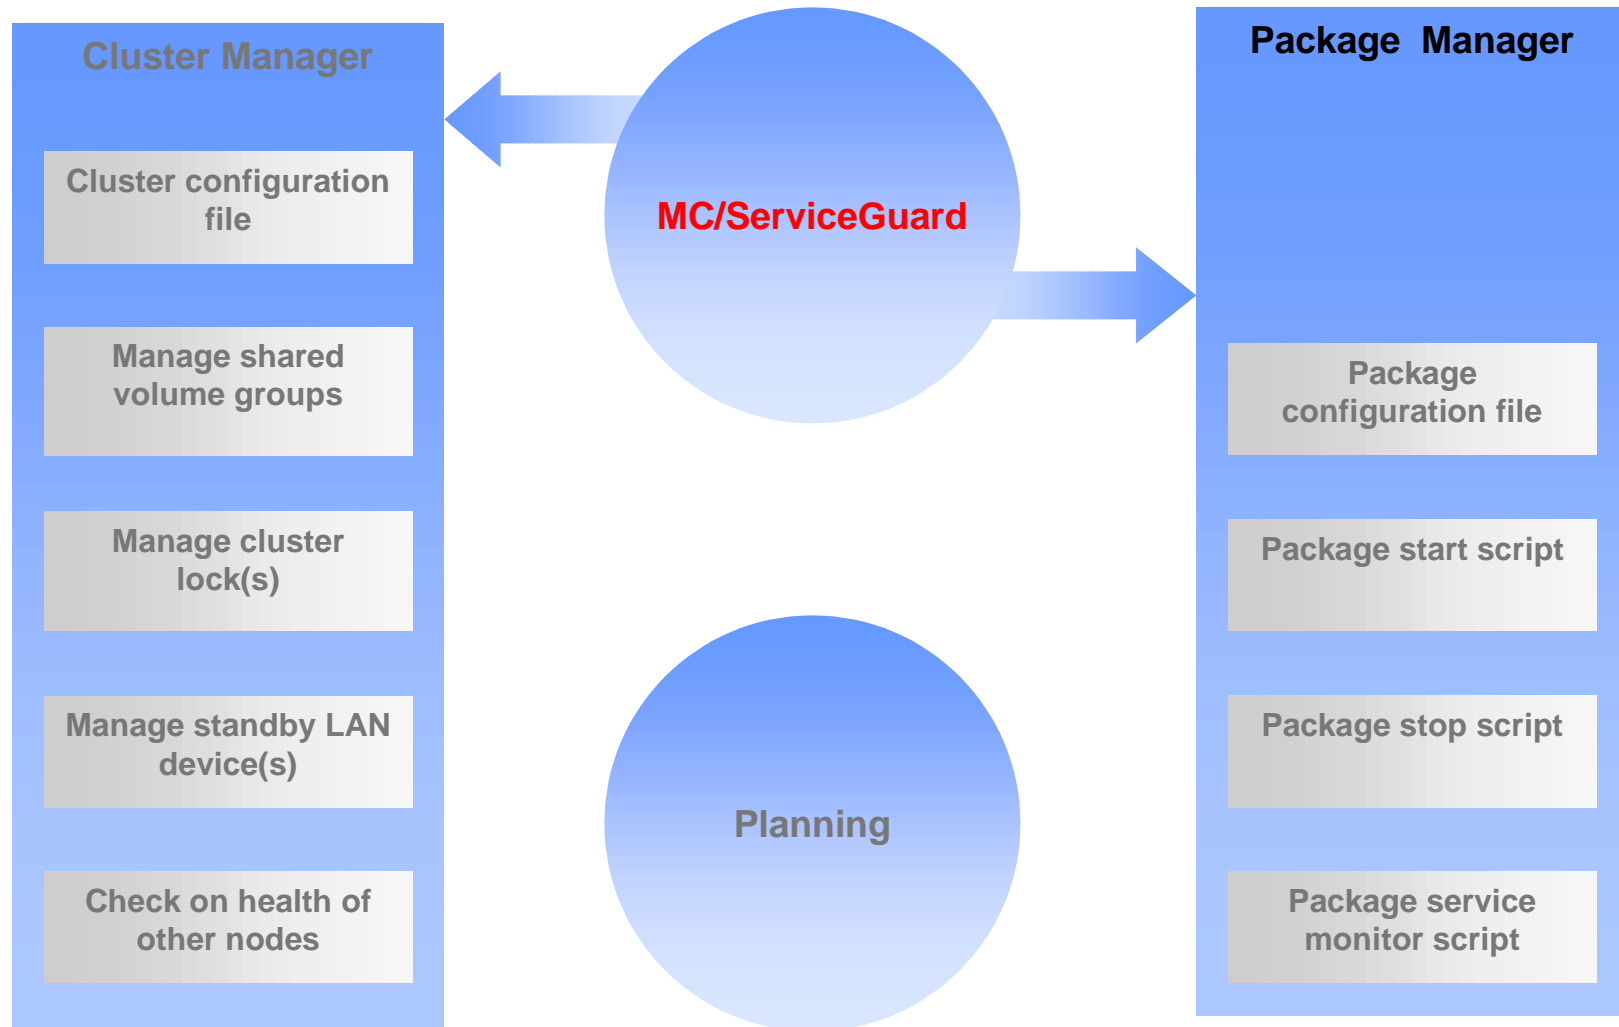 Cluster Manager
Cluster configuration
file
Manage shared
volume groups
Manage cluster
lock(s)
Manage standby LAN
device(s)
Check on health of
other nodes
MC/ServiceGuard
Planning
Package Manager
Package
configuration file
Package start script
Package stop script
Package service
monitor script